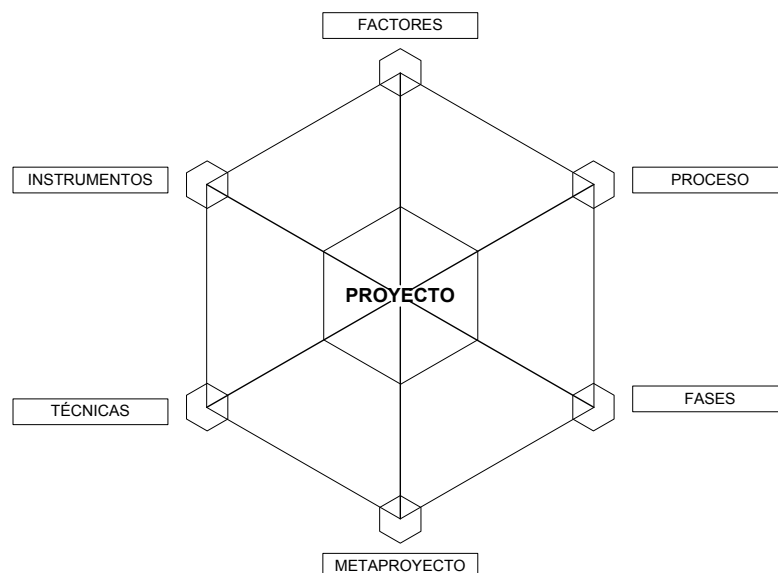 FACTORES
INSTRUMENTOS
PROCESO
PROYECTO
TÉCNICAS
FASES
METAPROYECTO